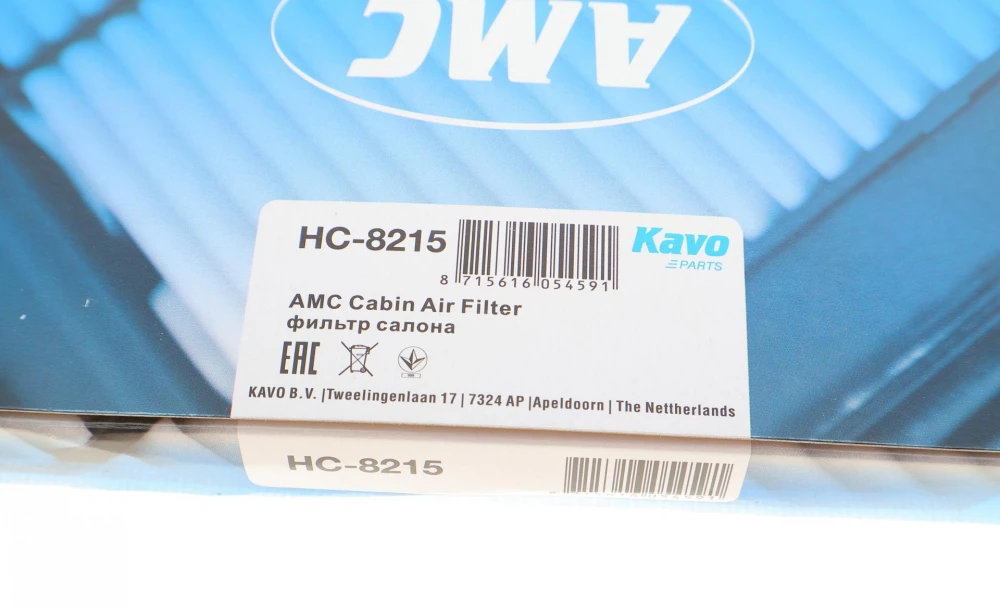 AMC
HC-8215
Kavo
PARTS
8 715616 054591
AMC Cabin Air Filter
фильтр салона
EAC
KAVO B.V. |Tweelingenlaan 17 | 7324 AP |Apeldoorn | The Nettherlands
HC-8215